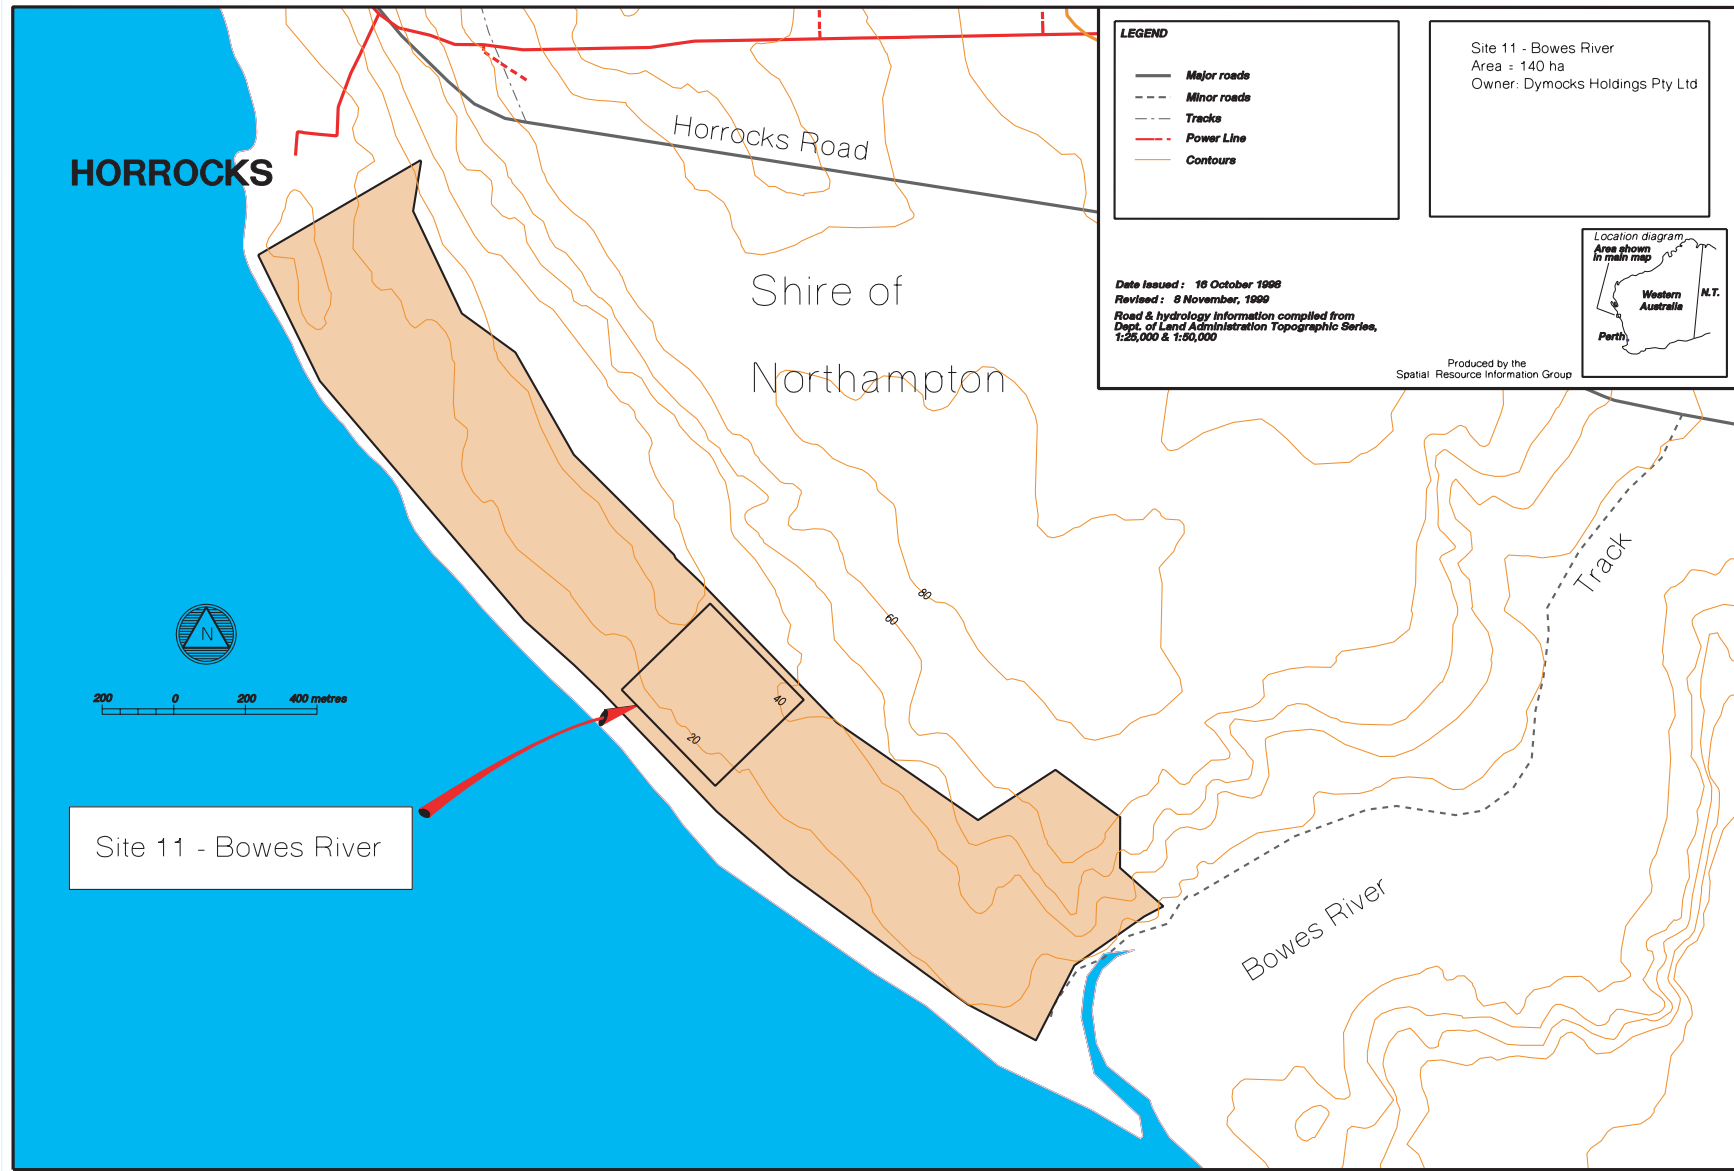 HORROCKS
Horrocks Road
Shire of
Northampton
LEGEND
Major roads
Minor roads
Tracks
Power Line
Contours
Site 11 - Bowes River
Area = 140 ha
Owner: Dymocks Holdings Pty Ltd
Location diagram
Area shown
in main map
Western
Australia
N.T.
Perth
Date issued : 16 October 1998
Revised : 8 November, 1999
Road & hydrology information compiled from
Dept. of Land Administration Topographic Series,
1:25,000 & 1:50,000
Produced by the
Spatial Resource Information Group
80
60
40
20
Track
N
200 0 200 400 metres
Site 11 - Bowes River
Bowes River